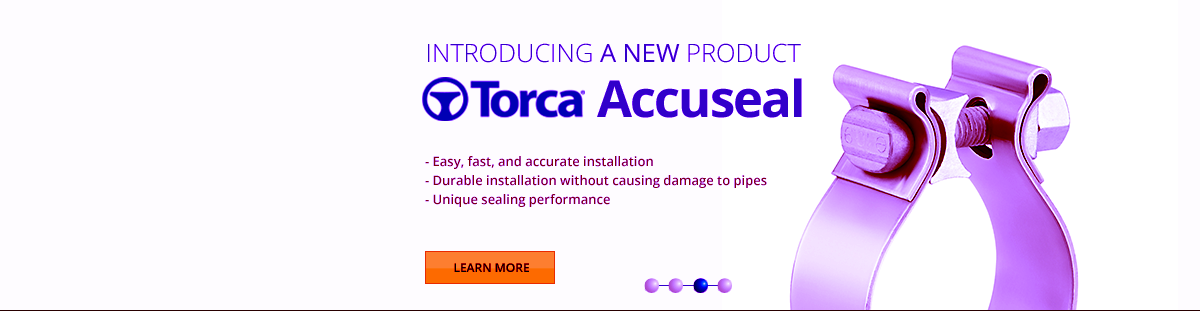 INTRODUCING A NEW PRODUCT
Torca® Accuseal
- Easy, fast, and accurate installation
- Durable installation without causing damage to pipes
- Unique sealing performance
LEARN MORE